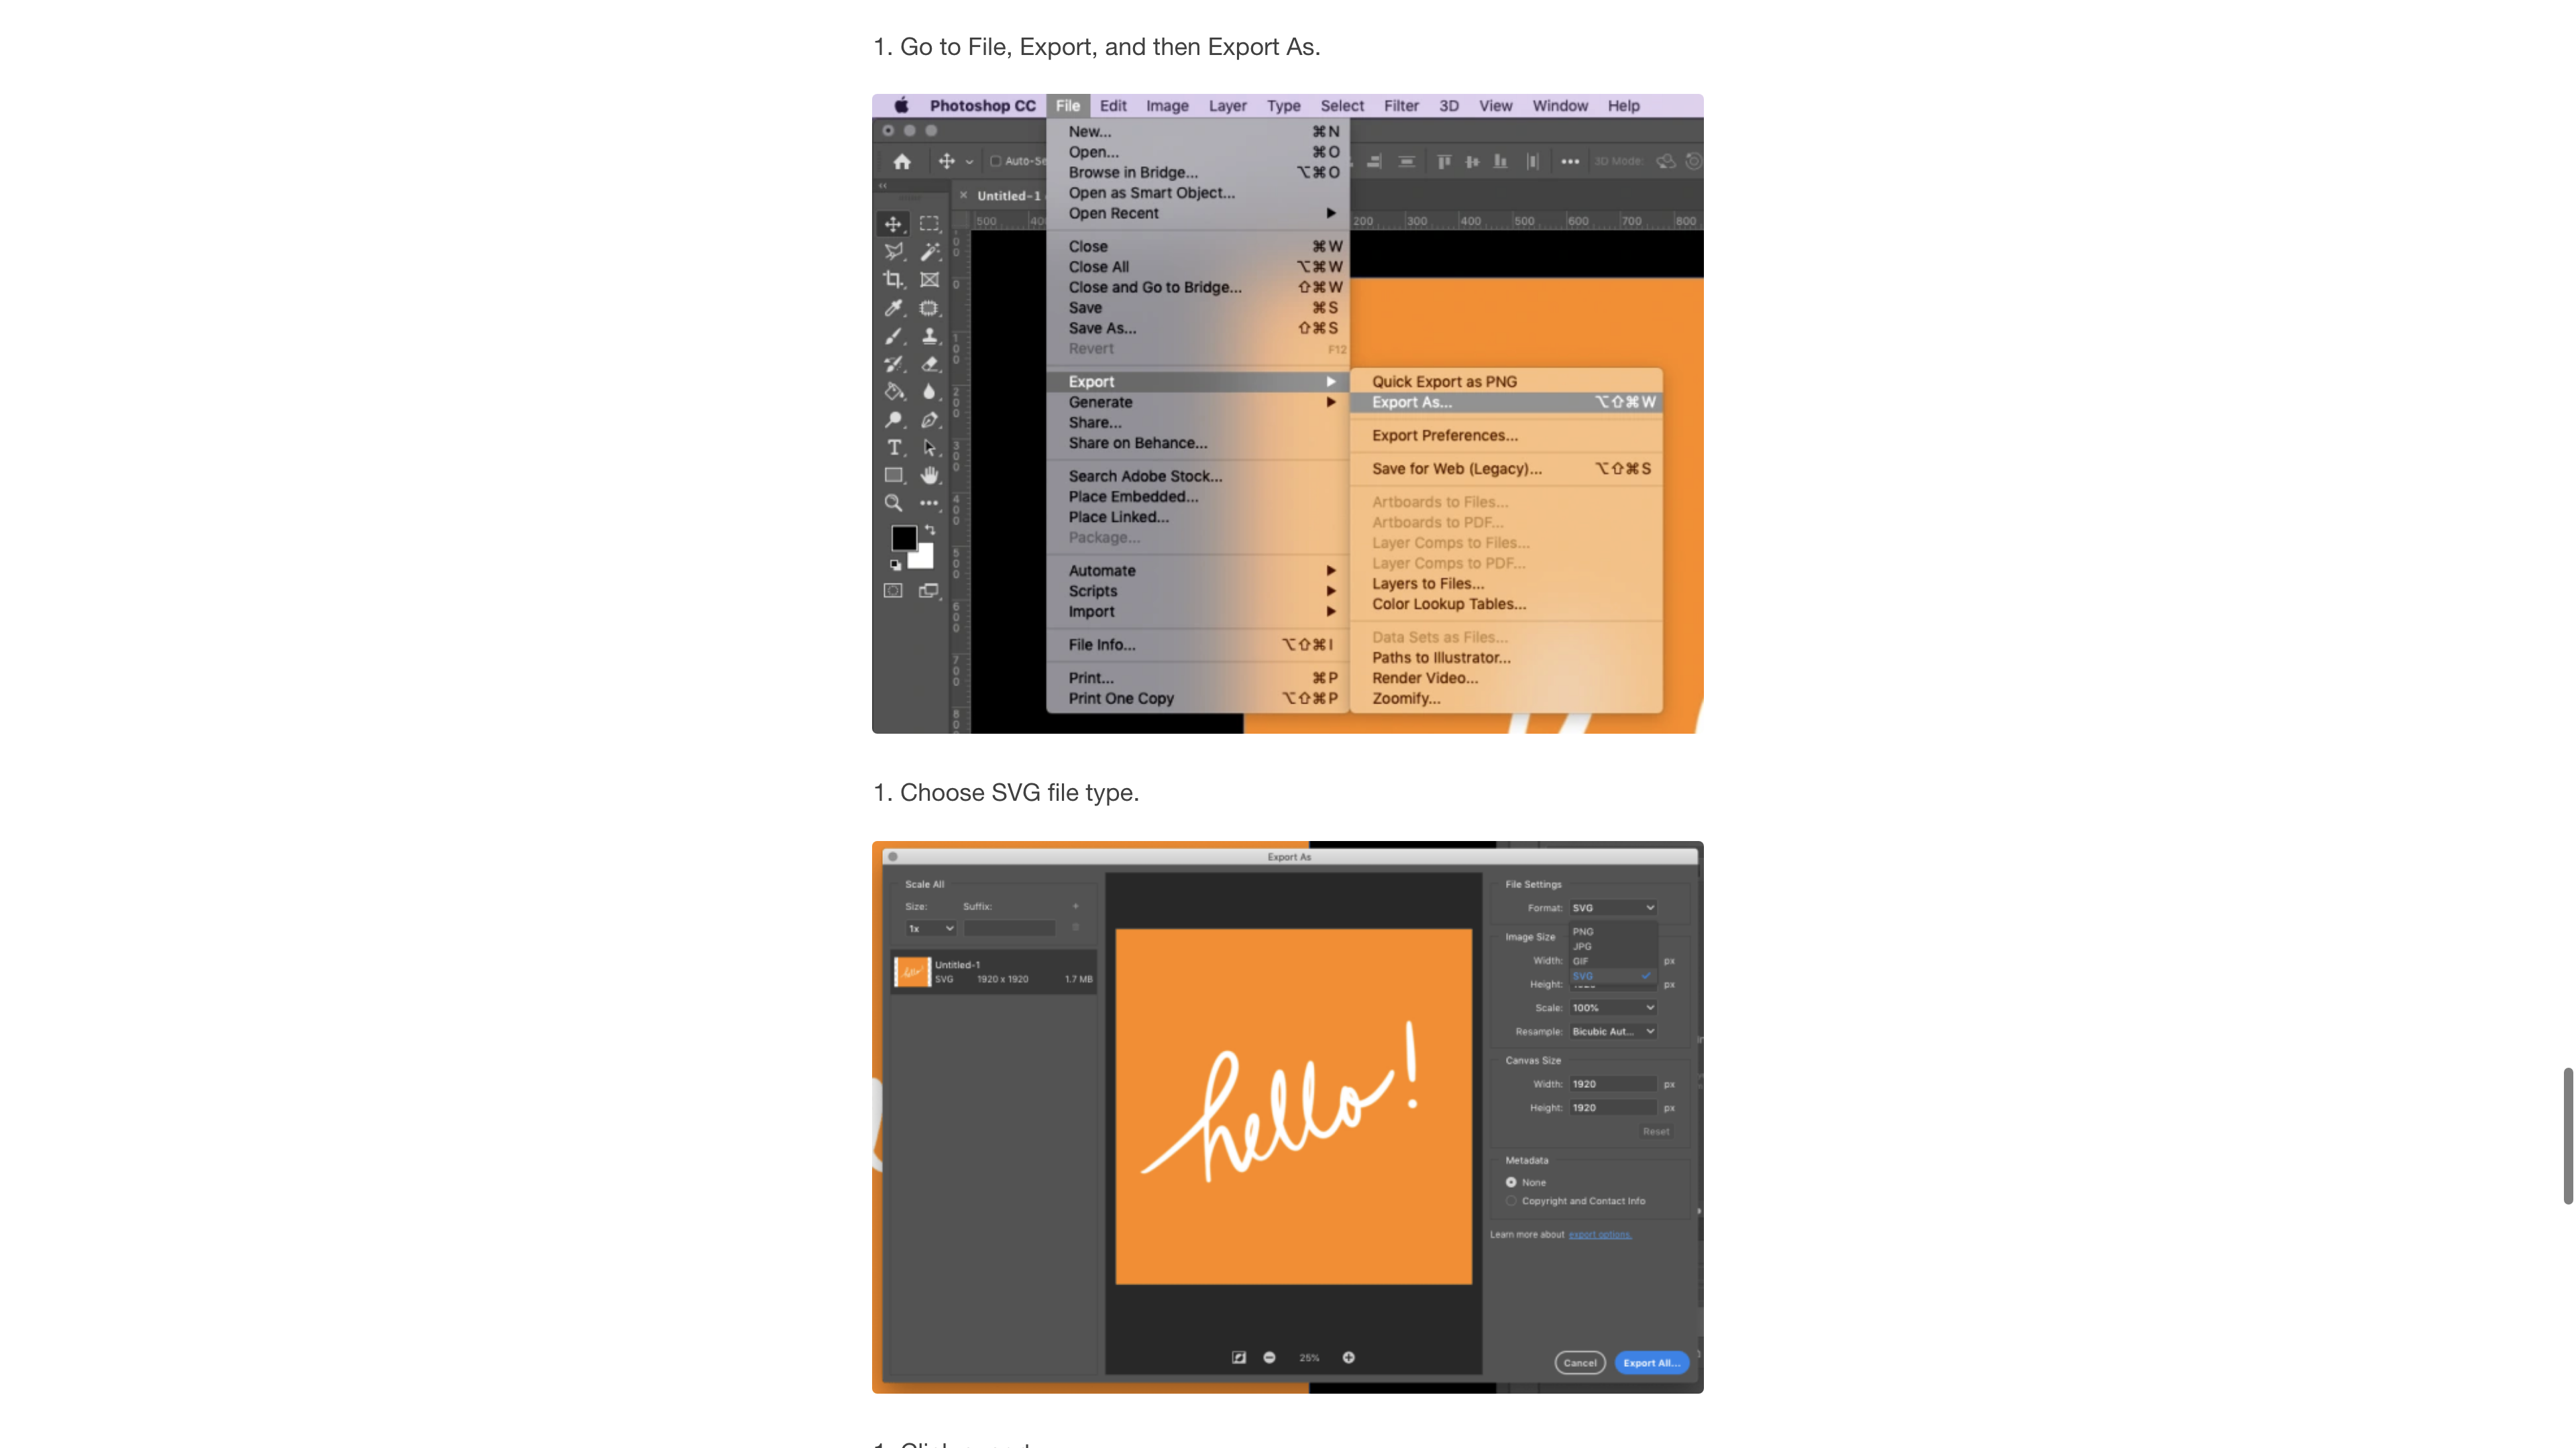 1. Go to File, Export, and then Export As.
Photoshop CC File Edit Image Layer Type Select Filter 3D View Window Help
Auto-Se
3D Mode:
× Untitled-1
500 400 200 300 400 500 600 700 800
New... ⌘N
Open... ⌘O
Browse in Bridge... ⌥⌘O
Open as Smart Object...
Open Recent ▶
Close ⌘W
Close All ⌥⌘W
Close and Go to Bridge... ⇧⌘W
Save ⌘S
Save As... ⇧⌘S
Revert F12
Export ▶
Generate ▶
Share...
Share on Behance...
Search Adobe Stock...
Place Embedded...
Place Linked...
Package...
Automate ▶
Scripts ▶
Import ▶
File Info... ⌥⇧⌘I
Print... ⌘P
Print One Copy ⌥⇧⌘P
Quick Export as PNG
Export As... ⌥⇧⌘W
Export Preferences...
Save for Web (Legacy)... ⌥⇧⌘S
Artboards to Files...
Artboards to PDF...
Layer Comps to Files...
Layer Comps to PDF...
Layers to Files...
Color Lookup Tables...
Data Sets as Files...
Paths to Illustrator...
Render Video...
Zoomify...
1. Choose SVG file type.
Export As
Scale All
Size: Suffix: +
1x
Untitled-1
SVG 1920 x 1920 1.7 MB
hello!
25%
File Settings
Format: SVG
PNG
JPG
GIF
SVG
Image Size
Width: px
Height: px
Scale: 100%
Resample: Bicubic Aut...
Canvas Size
Width: 1920 px
Height: 1920 px
Reset
Metadata
None
Copyright and Contact Info
Learn more about export options.
Cancel Export All...